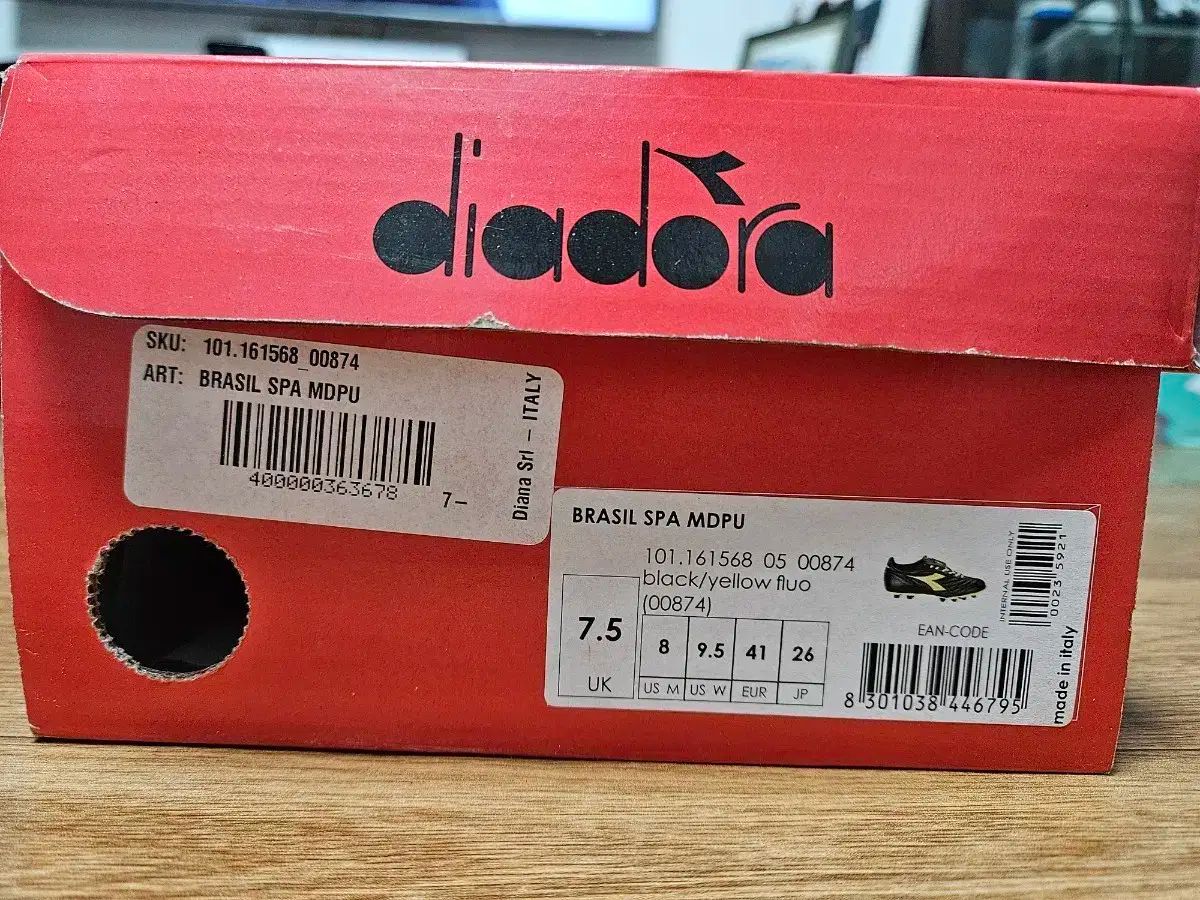 diadora
SKU: 101.161568_00874
ART: BRASIL SPA MDPU
400000363678
7–
Diana Srl – ITALY
BRASIL SPA MDPU
101.161568 05 00874
black/yellow fluo
(00874)
7.5
UK
8
9.5
41
26
US M
US W
EUR
JP
INTERNAL USE ONLY
0023 5921
EAN-CODE
8 301038 446795
made in italy